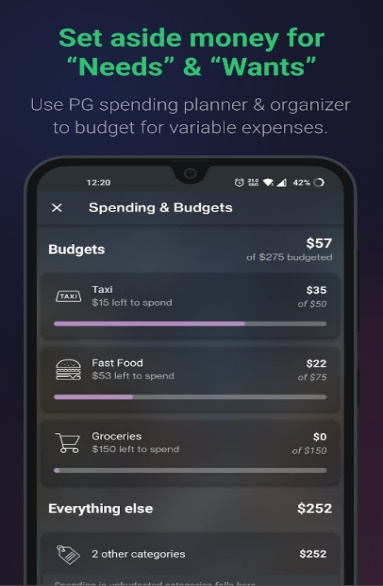 Set aside money for
“Needes” & “Wants”
Use PG spending planner & organizer
to budget for variable expenses.
12:20
42%
Spending & Budgets
Budgets
$57
of $275 budgeted
TAXI
Taxi
$35
$15 left to spend
of $50
Fast Food
$22
$53 left to spend
of $75
Groceries
$0
$150 left to spend
of $150
Everything else
$252
2 other categories
$252